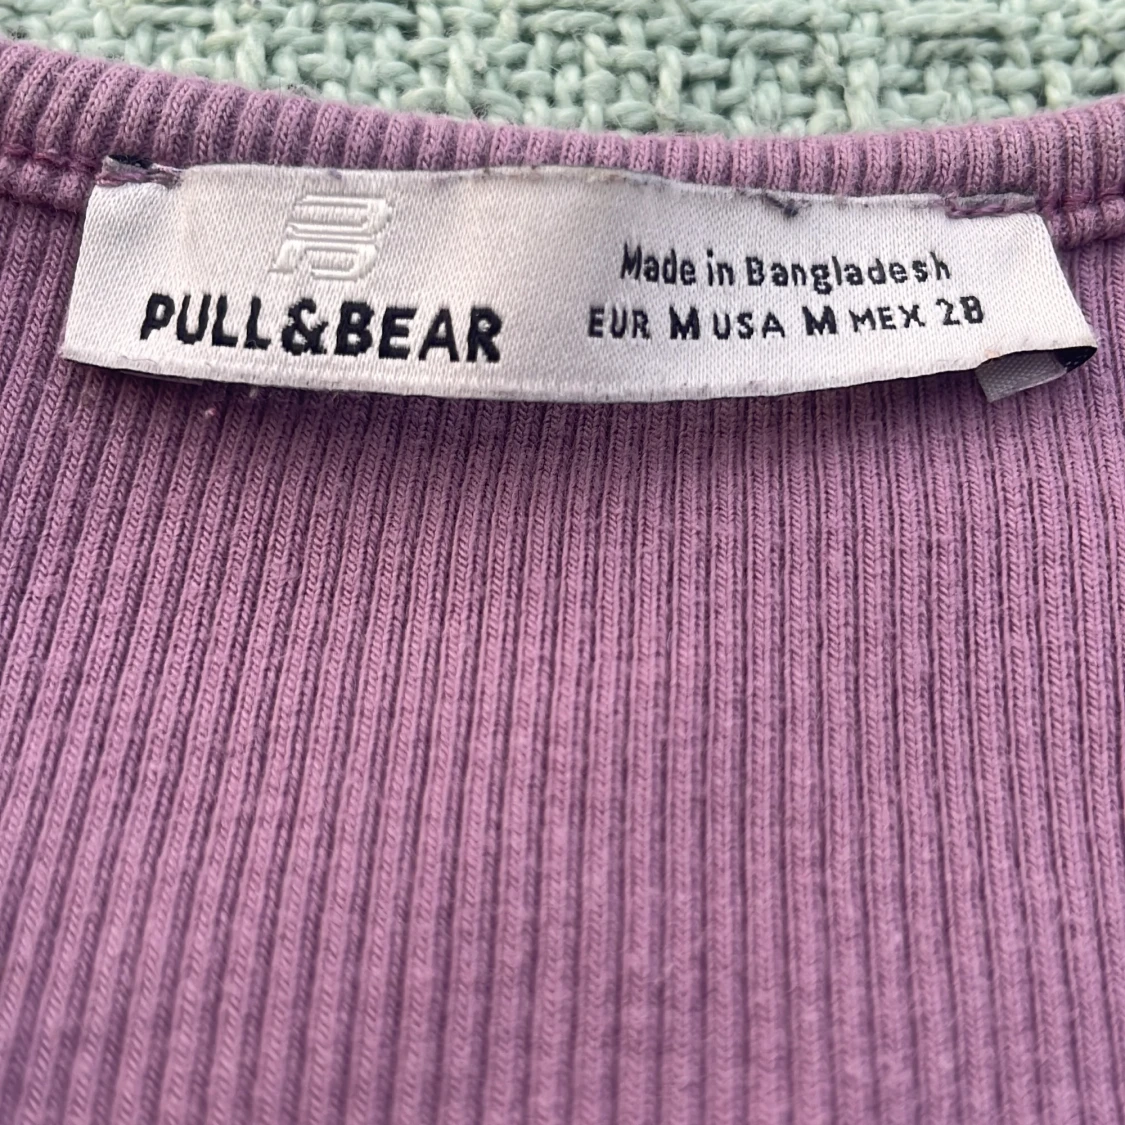 PULL&BEAR
Made in Bangladesh
EUR M USA M MEX 28